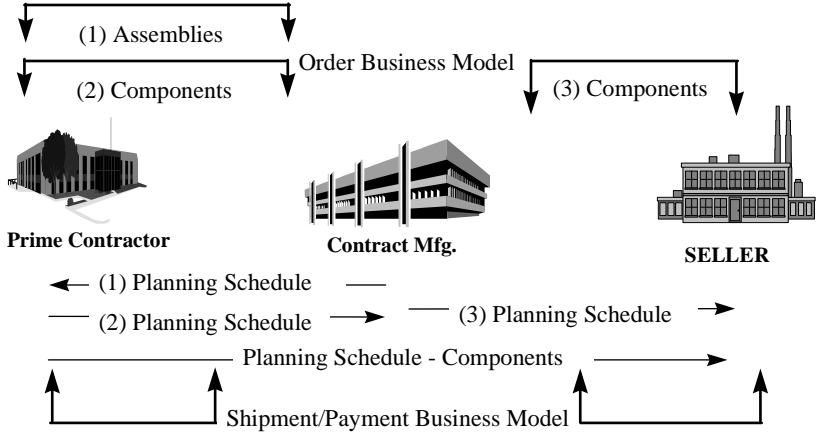 (1) Assemblies
Order Business Model
(2) Components
(3) Components
Prime Contractor
Contract Mfg.
SELLER
(1) Planning Schedule
(2) Planning Schedule
(3) Planning Schedule
Planning Schedule - Components
Shipment/Payment Business Model